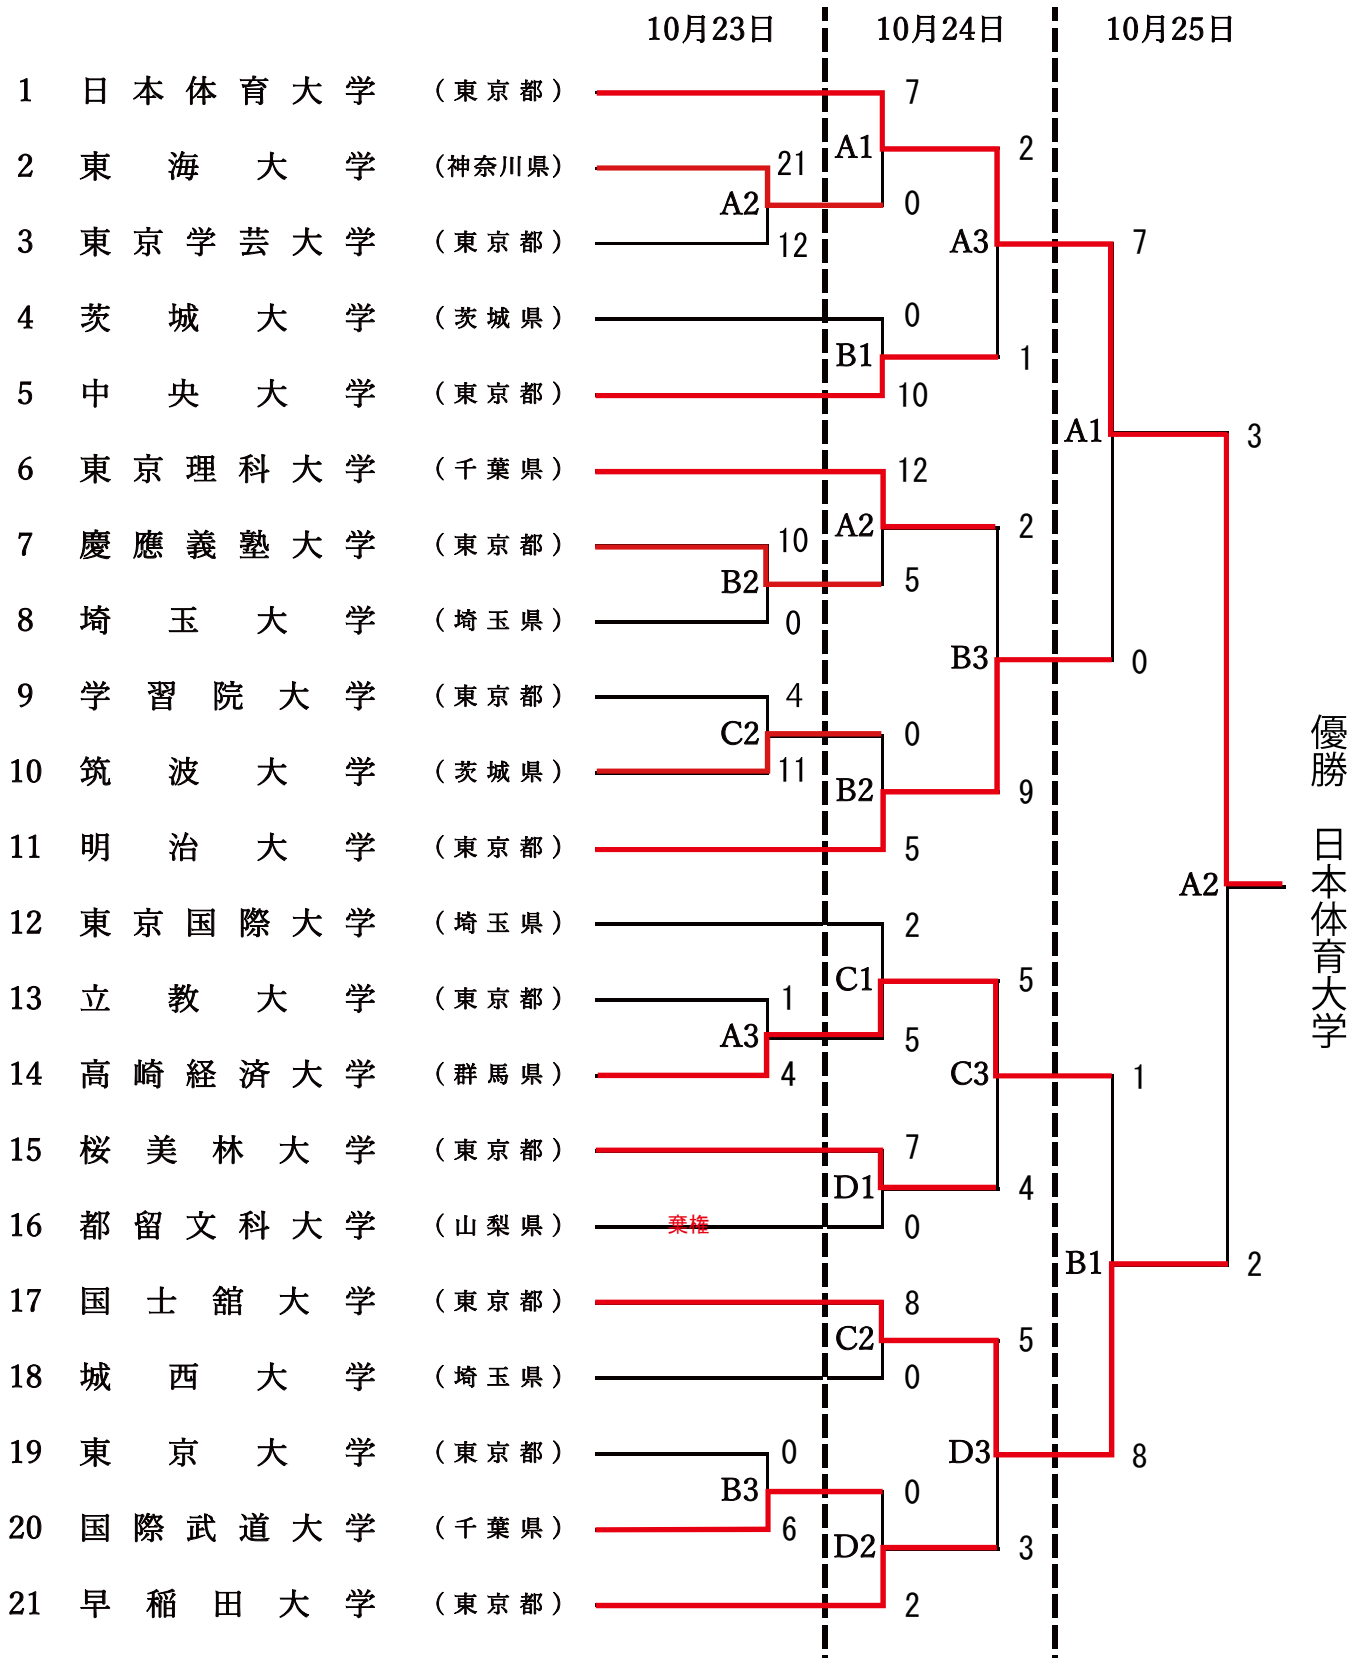 10月23日 10月24日 10月25日
1 日本体育大学 (東京都) 7
A1 2
2 東海大学 (神奈川県) 21
A2 0
3 東京学芸大学 (東京都) 12 A3 7
4 茨城大学 (茨城県) 0
B1 1
5 中央大学 (東京都) 10
A1 3
6 東京理科大学 (千葉県) 12
A2 2
7 慶應義塾大学 (東京都) 10
B2 5
8 埼玉大学 (埼玉県) 0
B3 0
9 学習院大学 (東京都) 4
C2 0
10 筑波大学 (茨城県) 11
B2 9
11 明治大学 (東京都) 5
A2
優勝 日本体育大学
12 東京国際大学 (埼玉県) 2
C1 5
13 立教大学 (東京都) 1
A3 5
14 高崎経済大学 (群馬県) 4 C3 1
15 桜美林大学 (東京都) 7
D1 4
16 都留文科大学 (山梨県) 棄権 0
B1 2
17 国士舘大学 (東京都) 8
C2 5
18 城西大学 (埼玉県) 0
19 東京大学 (東京都) 0 D3 8
B3 0
20 国際武道大学 (千葉県) 6
D2 3
21 早稲田大学 (東京都) 2